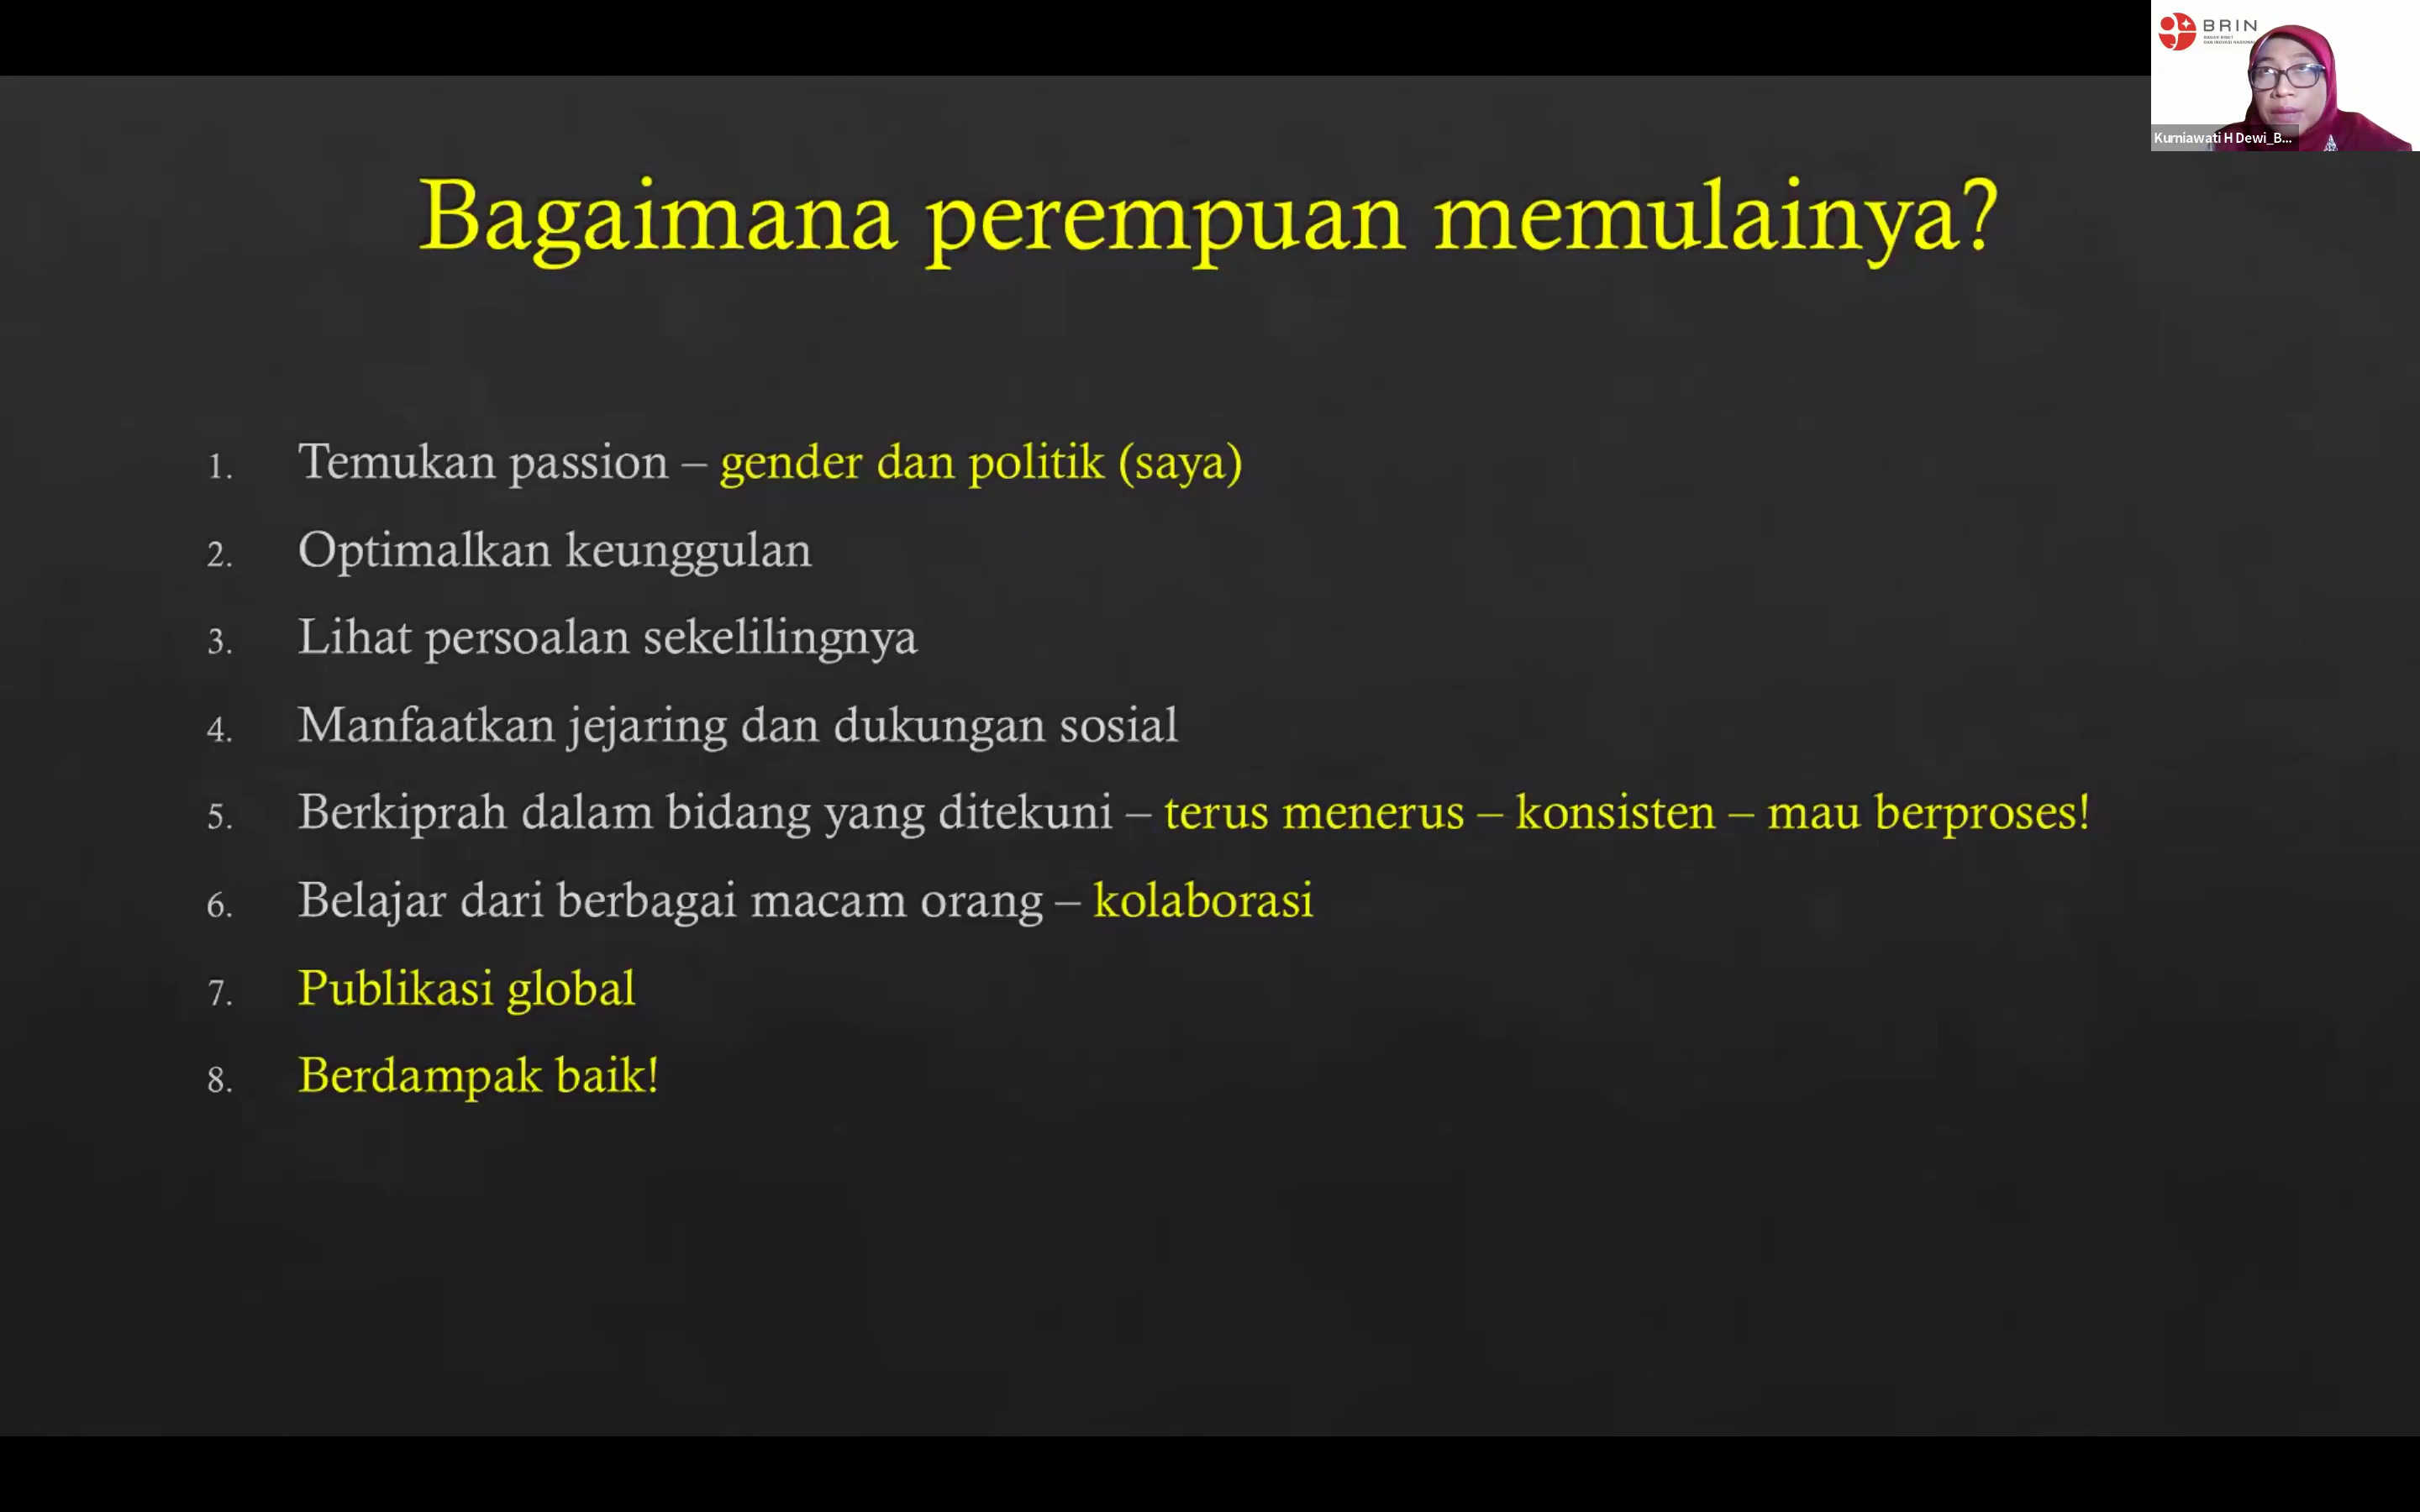 BRIN
Kurniawati H Dewi_B...
Bagaimana perempuan memulainya?
1. Temukan passion – gender dan politik (saya)
2. Optimalkan keunggulan
3. Lihat persoalan sekelilingnya
4. Manfaatkan jejaring dan dukungan sosial
5. Berkiprah dalam bidang yang ditekuni – terus menerus – konsisten – mau berproses!
6. Belajar dari berbagai macam orang – kolaborasi
7. Publikasi global
8. Berdampak baik!